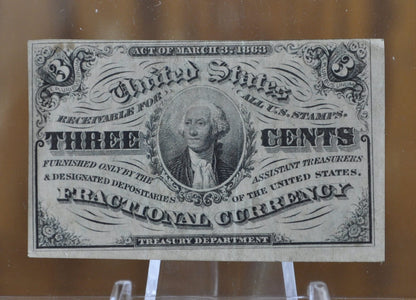 ACT OF MARCH 3, 1863
3 3
United States
RECEIVABLE FOR ALL U.S. STAMPS.
THREE CENTS
FURNISHED ONLY BY THE ASSISTANT TREASURERS
& DESIGNATED DEPOSITARIES OF THE UNITED STATES.
FRACTIONAL CURRENCY
TREASURY DEPARTMENT